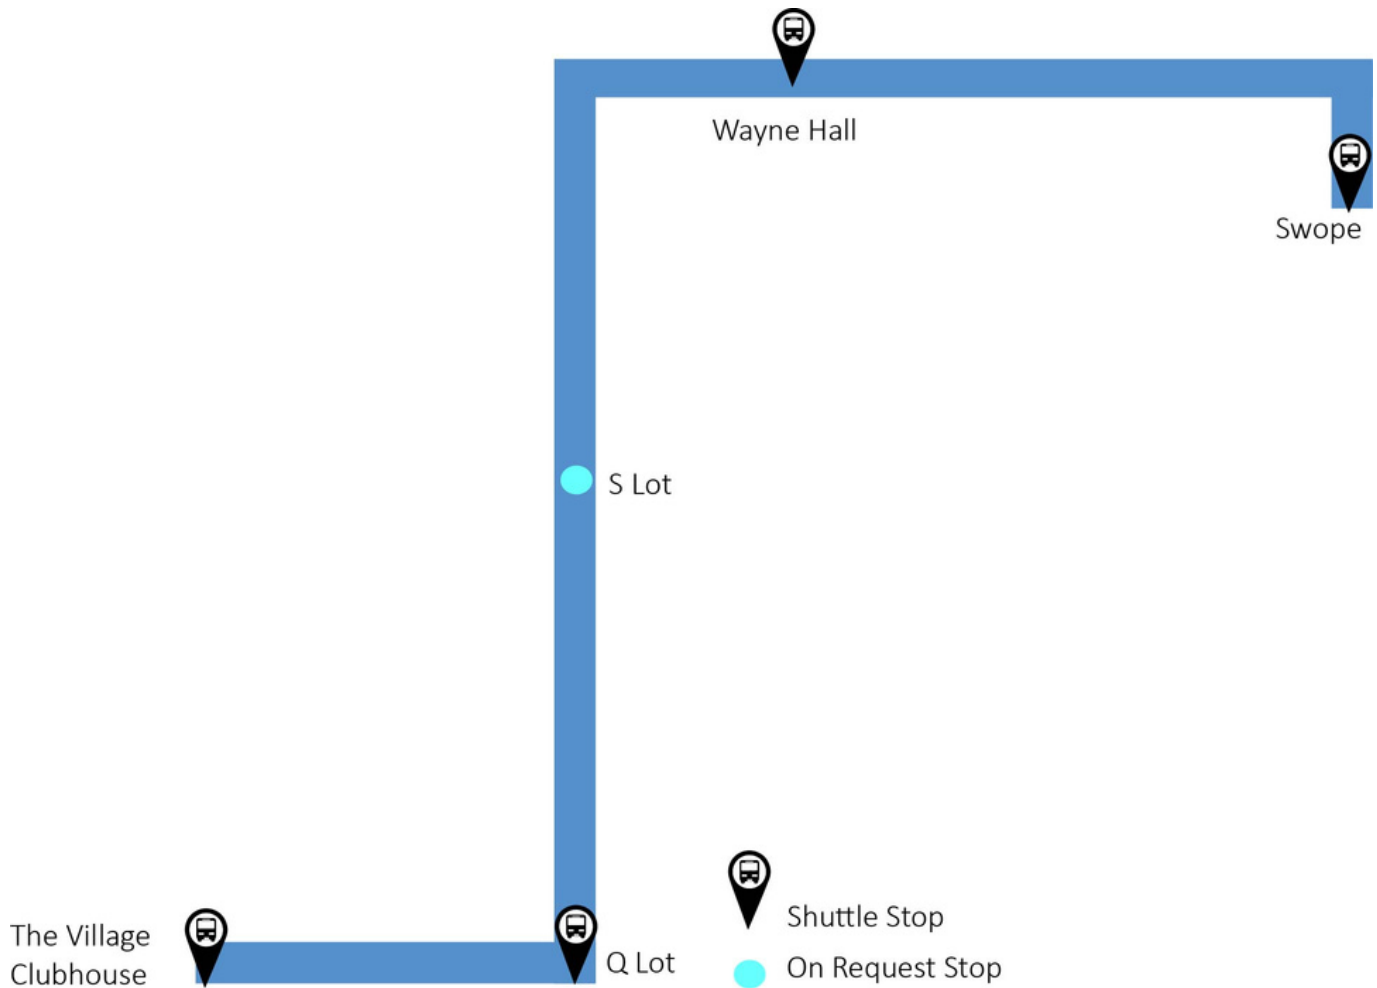 Wayne Hall
Swope
S Lot
The Village
Clubhouse
Q Lot
Shuttle Stop
On Request Stop